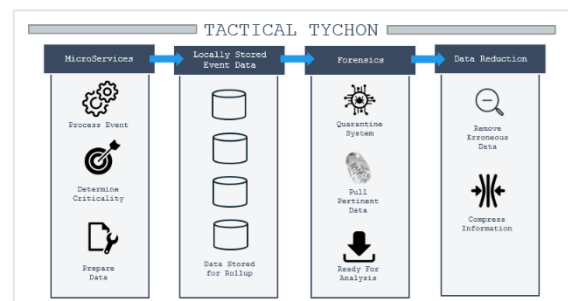 TACTICAL TYCHON
MicroServices
Process Event
Determine
Criticality
Prepare
Data
Locally Stored
Event Data
Data Stored
for Rollup
Forensics
Quarantine
System
Pull
Pertinent
Data
Ready For
Analysis
Data Reduction
Remove
Erroneous
Data
Compress
Information